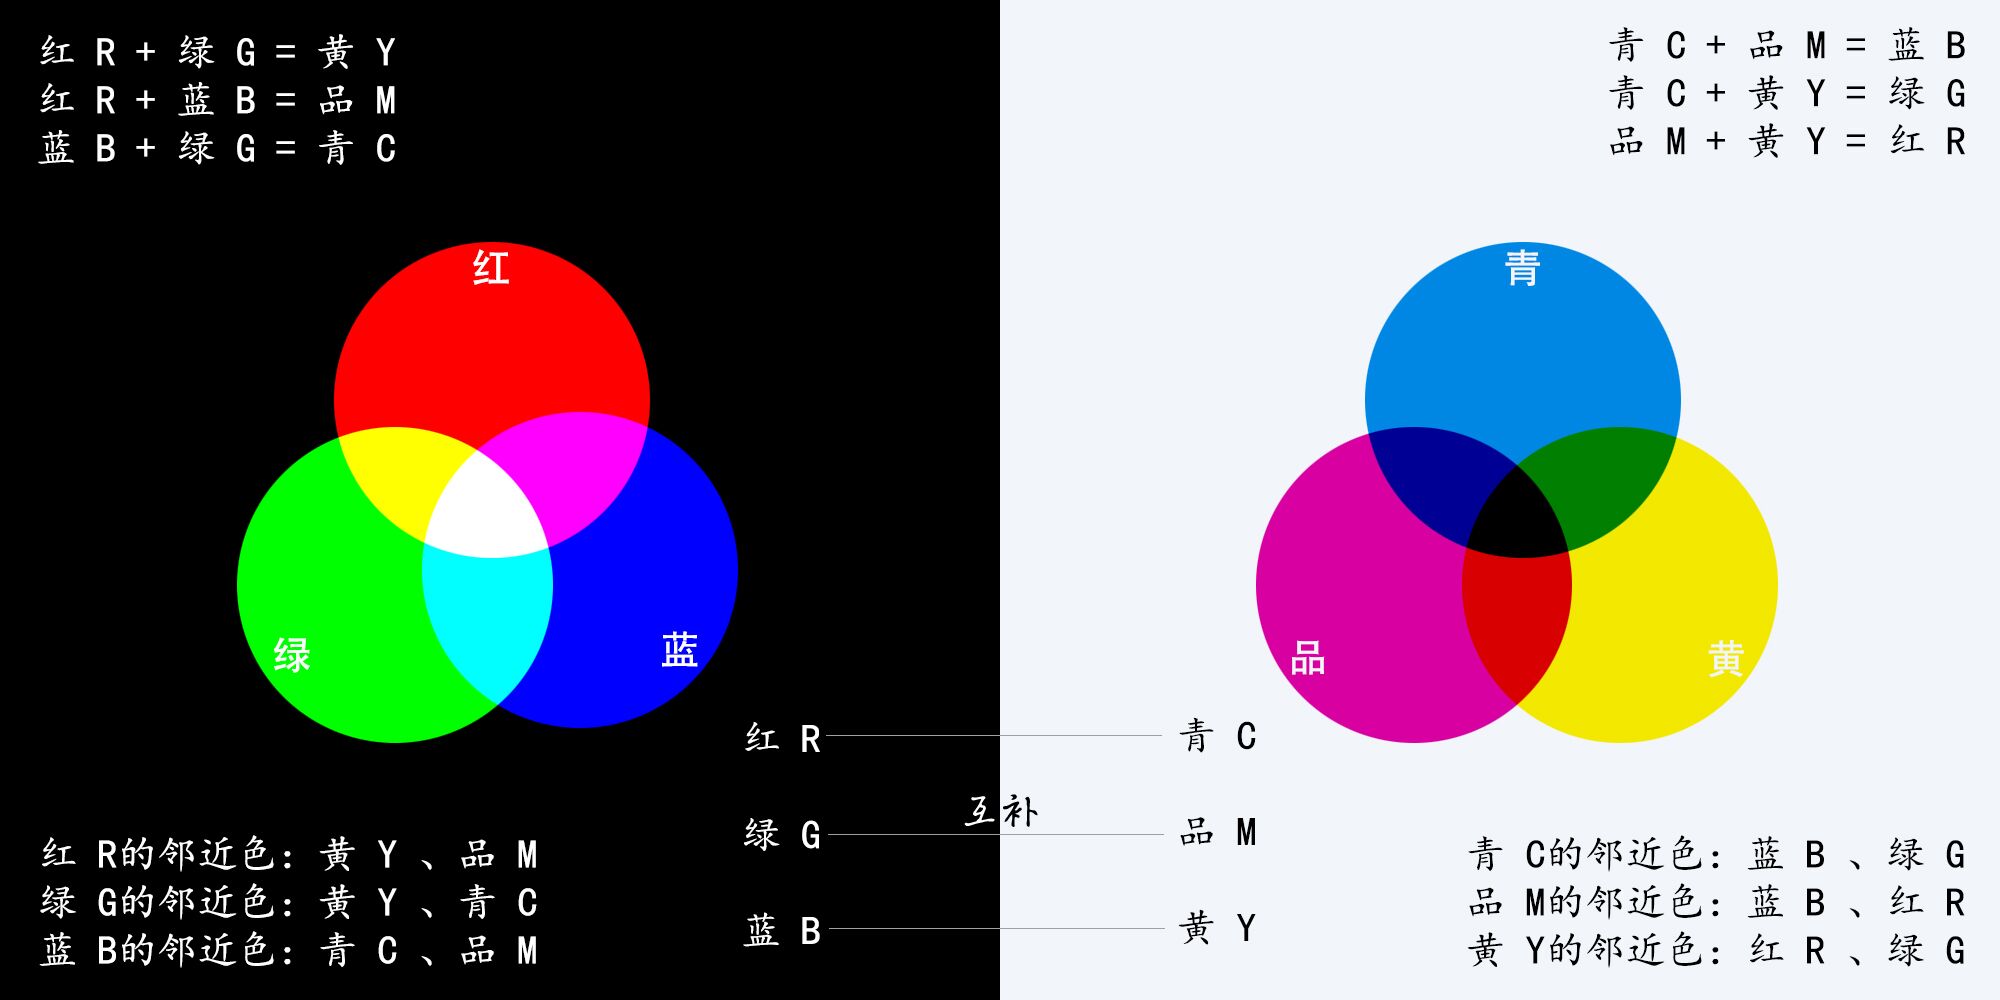 红 R + 绿 G = 黄 Y
红 R + 蓝 B = 品 M
蓝 B + 绿 G = 青 C
青 C + 品 M = 蓝 B
青 C + 黄 Y = 绿 G
品 M + 黄 Y = 红 R
红
绿
蓝
青
品
黄
红 R
青 C
互补
绿 G
品 M
蓝 B
黄 Y
红 R的邻近色：黄 Y 、品 M
绿 G的邻近色：黄 Y 、青 C
蓝 B的邻近色：青 C 、品 M
青 C的邻近色：蓝 B 、绿 G
品 M的邻近色：蓝 B 、红 R
黄 Y的邻近色：红 R 、绿 G